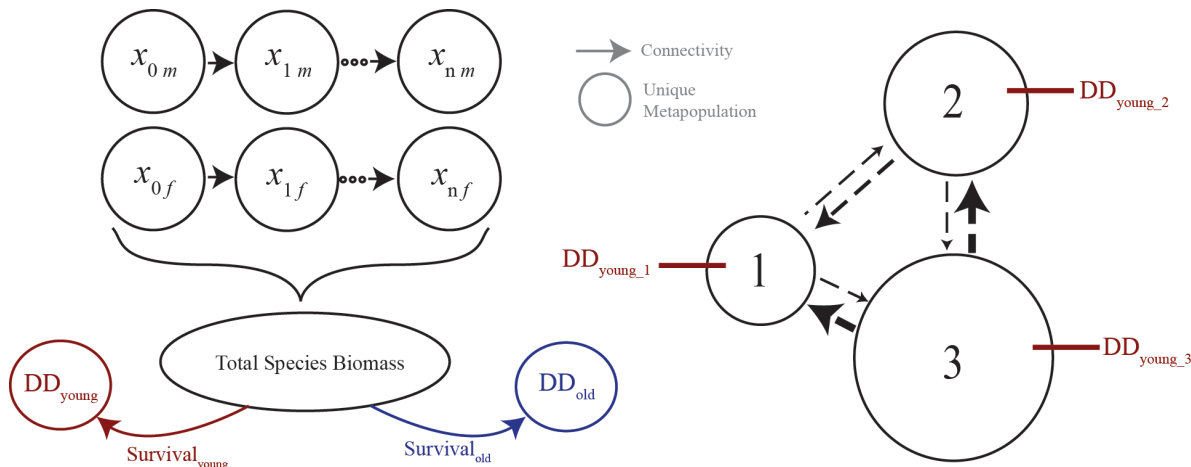 x0 m
x1 m
xn m
x0 f
x1 f
xn f
Total Species Biomass
DDyoung
DDold
Survivalyoung
Survivalold
Connectivity
Unique
Metapopulation
2
DDyoung_2
DDyoung_1
1
3
DDyoung_3